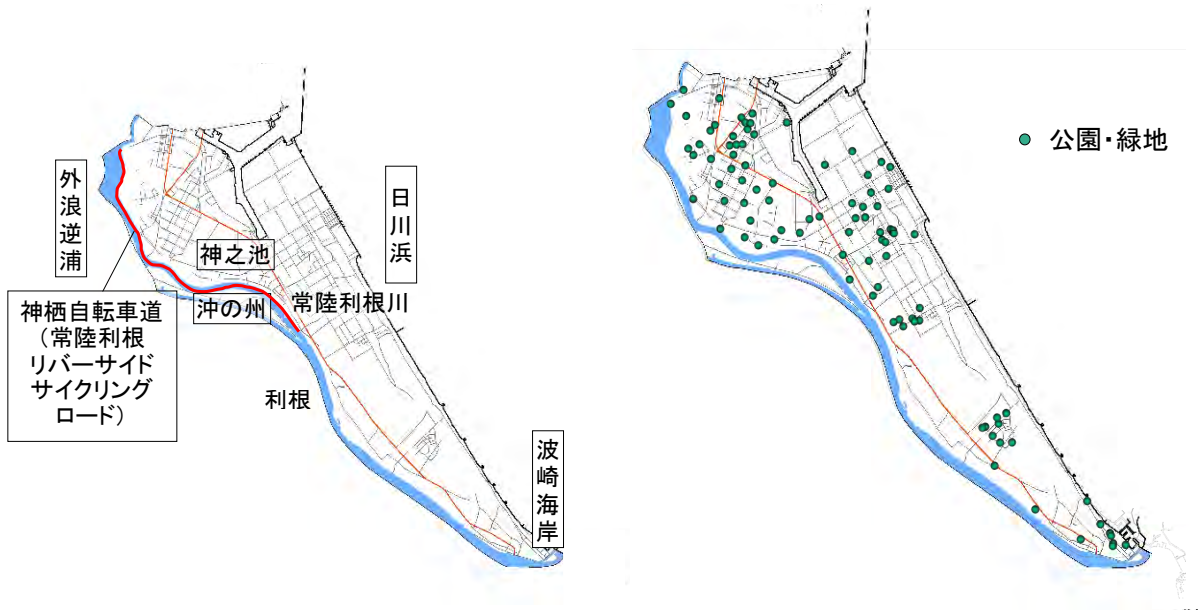 外浪逆浦
日川浜
神之池
神栖自転車道
(常陸利根
リバーサイド
サイクリング
ロード)
沖の州
常陸利根川
利根
波崎海岸
公園・緑地